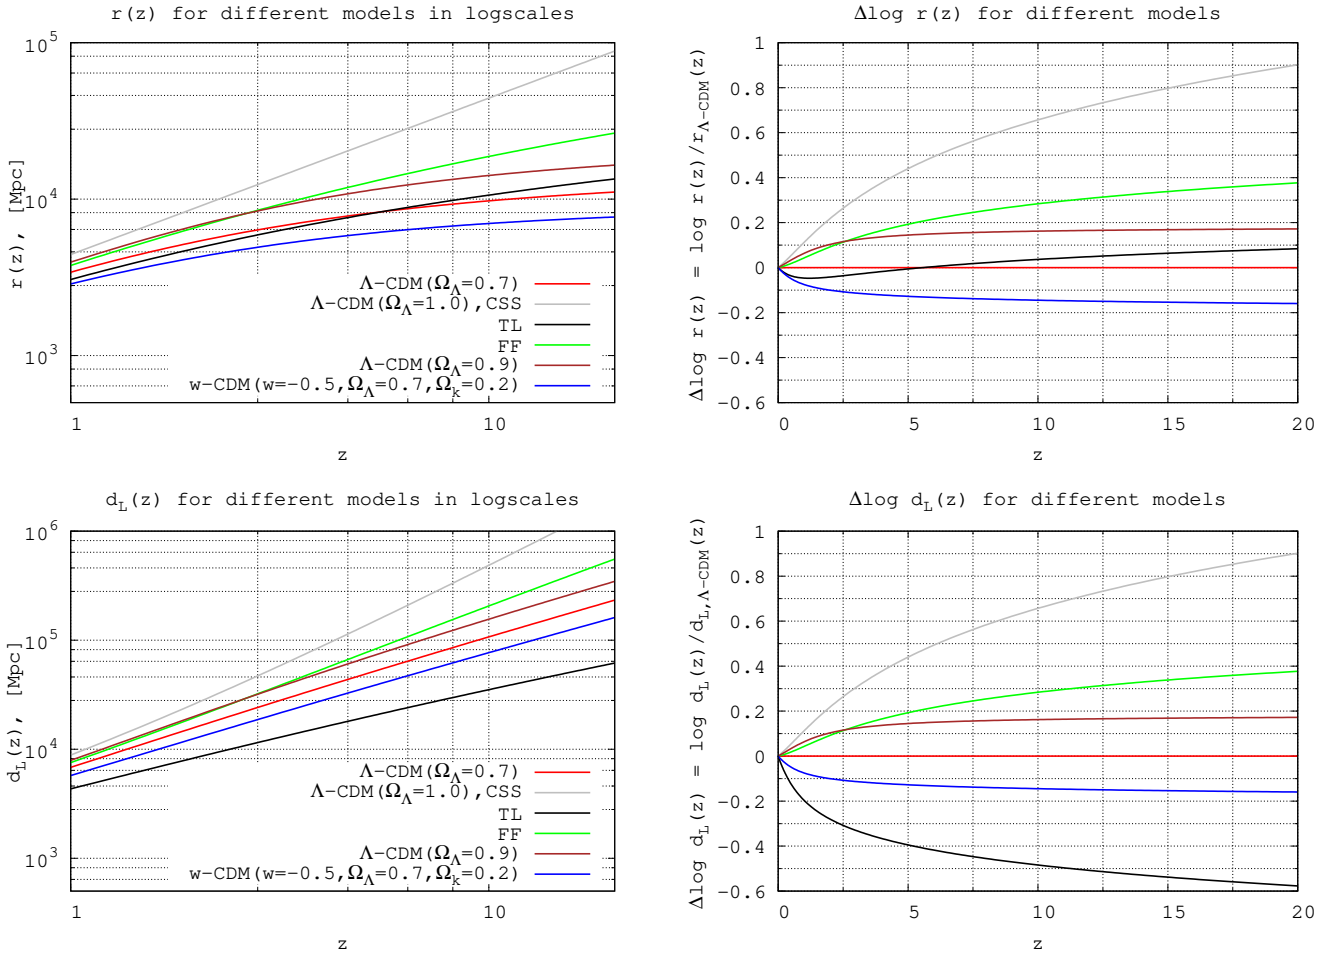 r(z) for different models in logscales
r(z), [Mpc]
10^5
10^4
10^3
1
10
z
Λ-CDM(Ω_Λ=0.7)
Λ-CDM(Ω_Λ=1.0),CSS
TL
FF
Λ-CDM(Ω_Λ=0.9)
w-CDM(w=-0.5,Ω_Λ=0.7,Ω_k=0.2)
Δlog r(z) for different models
Δlog r(z) = log r(z)/r_Λ-CDM(z)
1
0.8
0.6
0.4
0.2
0
-0.2
-0.4
-0.6
0
5
10
15
20
z
d_L(z) for different models in logscales
d_L(z), [Mpc]
10^6
10^5
10^4
10^3
1
10
z
Λ-CDM(Ω_Λ=0.7)
Λ-CDM(Ω_Λ=1.0),CSS
TL
FF
Λ-CDM(Ω_Λ=0.9)
w-CDM(w=-0.5,Ω_Λ=0.7,Ω_k=0.2)
Δlog d_L(z) for different models
Δlog d_L(z) = log d_L(z)/d_L,Λ-CDM(z)
1
0.8
0.6
0.4
0.2
0
-0.2
-0.4
-0.6
0
5
10
15
20
z